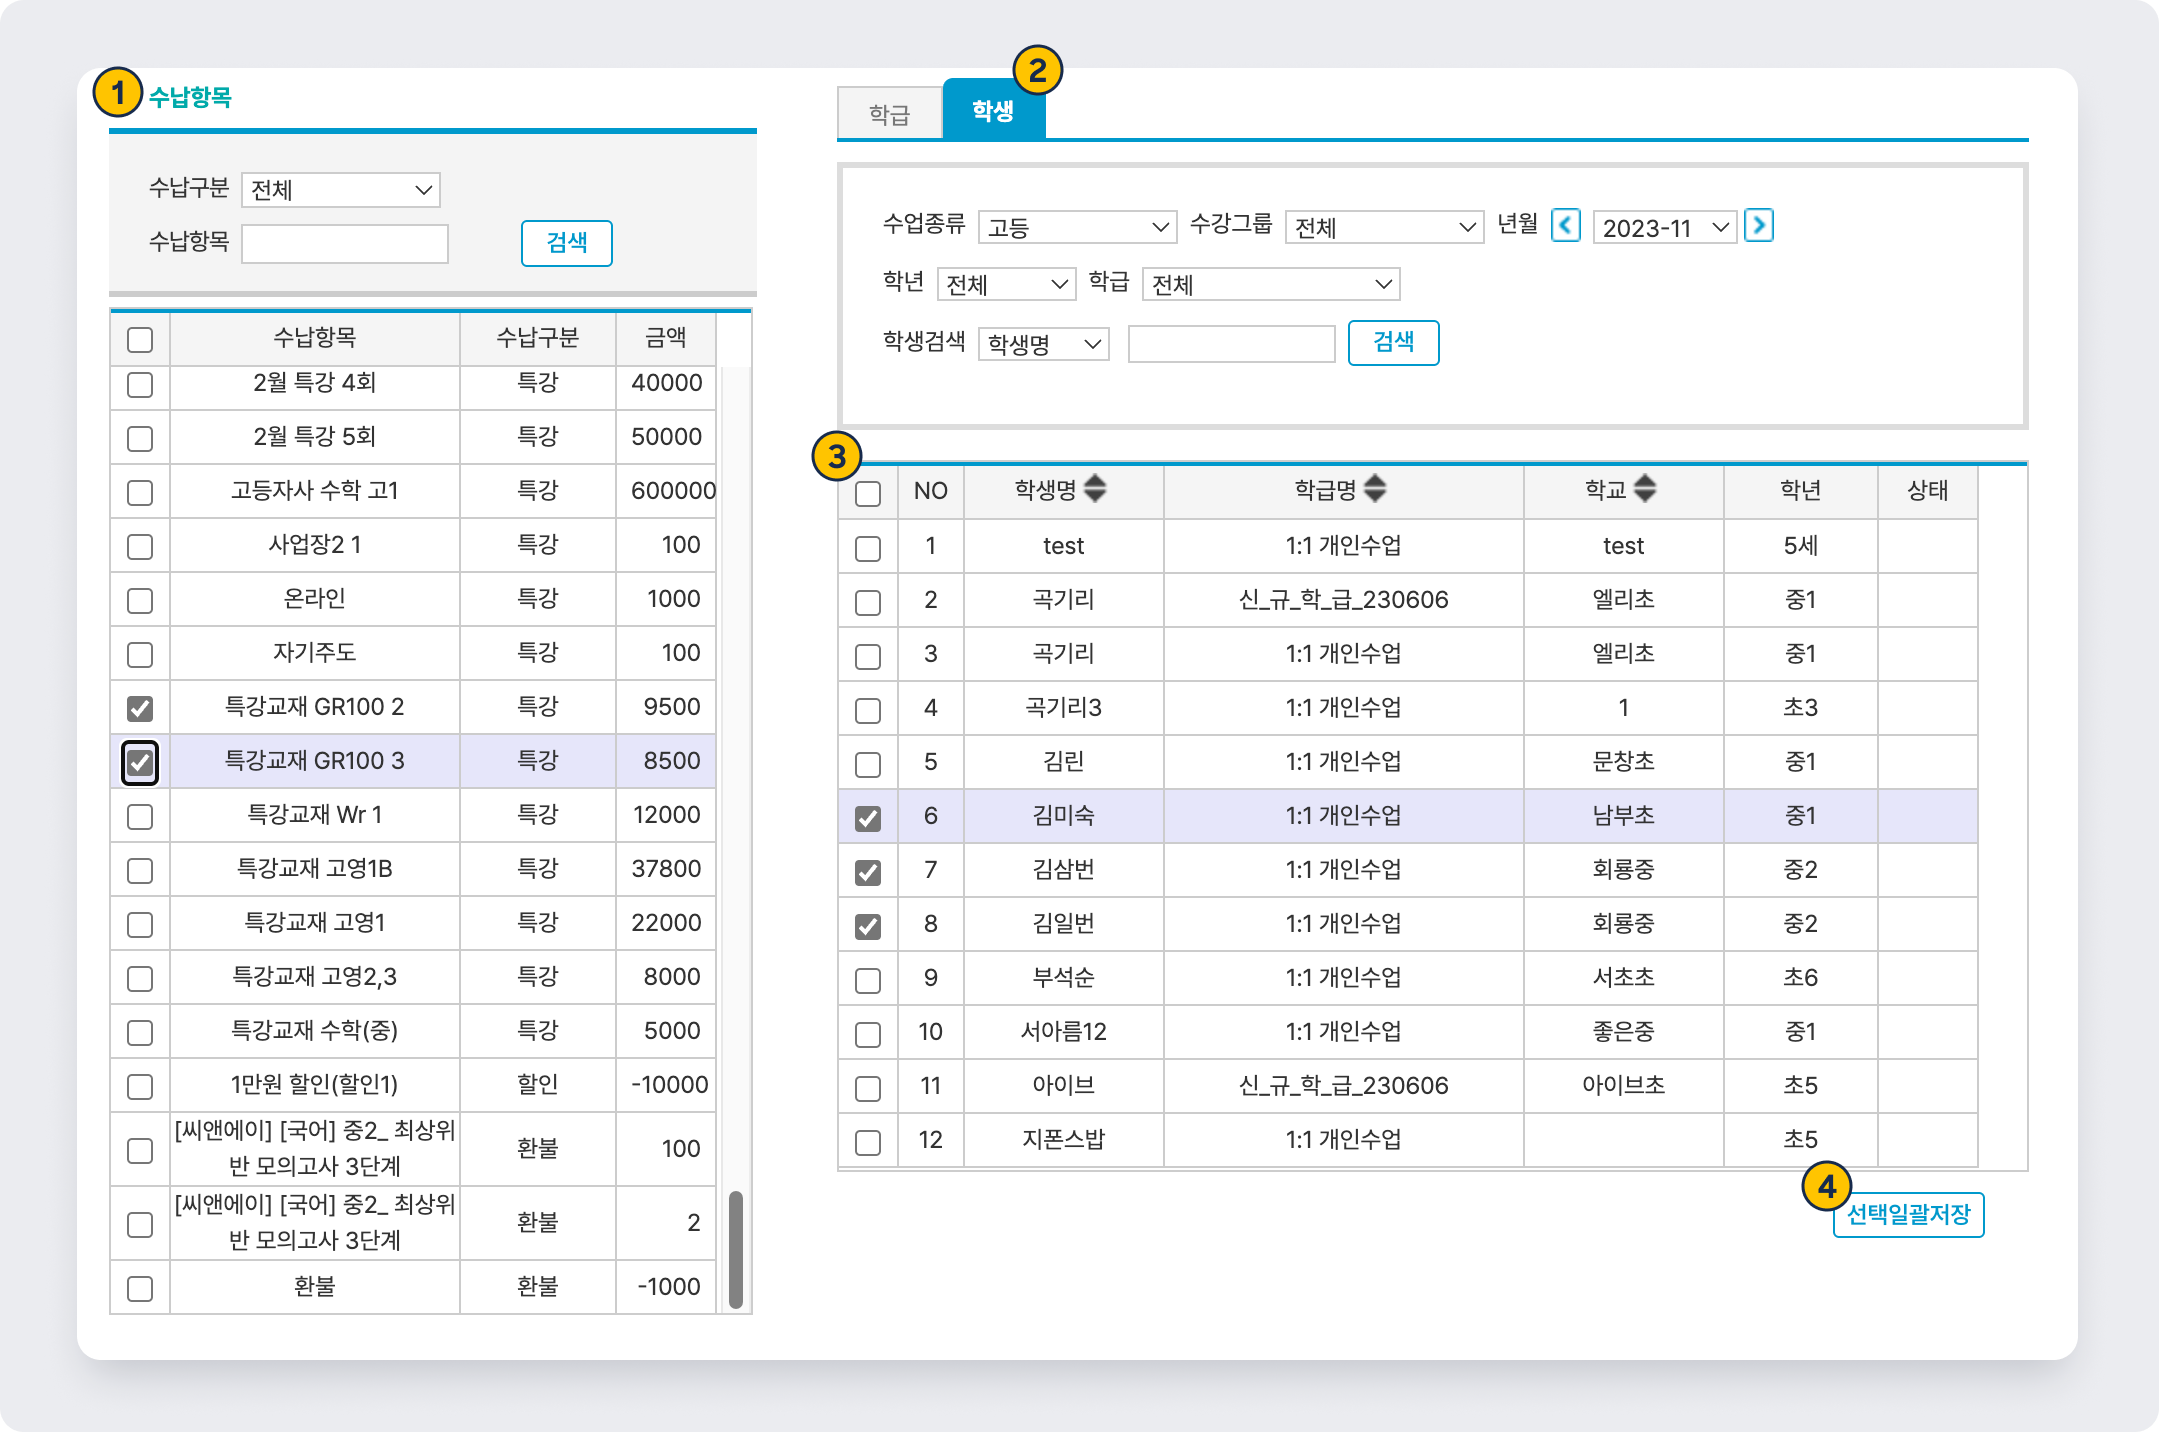 1 수납항목
수납구분 전체
수납항목 검색
수납항목 수납구분 금액
2월 특강 4회 특강 40000
2월 특강 5회 특강 50000
고등자사 수학 고1 특강 600000
사업장2 1 특강 100
온라인 특강 1000
자기주도 특강 100
특강교재 GR100 2 특강 9500
특강교재 GR100 3 특강 8500
특강교재 Wr 1 특강 12000
특강교재 고영1B 특강 37800
특강교재 고영1 특강 22000
특강교재 고영2,3 특강 8000
특강교재 수학(중) 특강 5000
1만원 할인(할인1) 할인 -10000
[씨앤에이] [국어] 중2_ 최상위
반 모의고사 3단계 환불 100
[씨앤에이] [국어] 중2_ 최상위
반 모의고사 3단계 환불 2
환불 환불 -1000
2
학급 학생
수업종류 고등 수강그룹 전체 년월 2023-11
학년 전체 학급 전체
학생검색 학생명 검색
3
NO 학생명 학급명 학교 학년 상태
1 test 1:1 개인수업 test 5세
2 곡기리 신_규_학_급_230606 엘리초 중1
3 곡기리 1:1 개인수업 엘리초 중1
4 곡기리3 1:1 개인수업 1 초3
5 김린 1:1 개인수업 문창초 중1
6 김미숙 1:1 개인수업 남부초 중1
7 김삼번 1:1 개인수업 회룡중 중2
8 김일번 1:1 개인수업 회룡중 중2
9 부석순 1:1 개인수업 서초초 초6
10 서아름12 1:1 개인수업 좋은중 중1
11 아이브 신_규_학_급_230606 아이브초 초5
12 지폰스밥 1:1 개인수업 초5
4
선택일괄저장